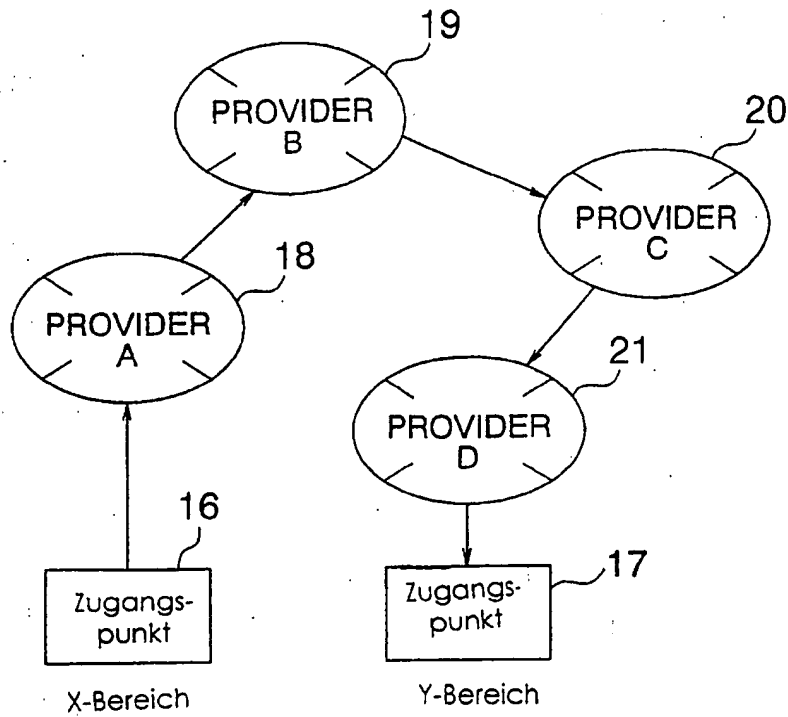 19
PROVIDER
B
20
PROVIDER
C
18
PROVIDER
A
21
PROVIDER
D
16
Zugangs-
punkt
X-Bereich
17
Zugangs-
punkt
Y-Bereich